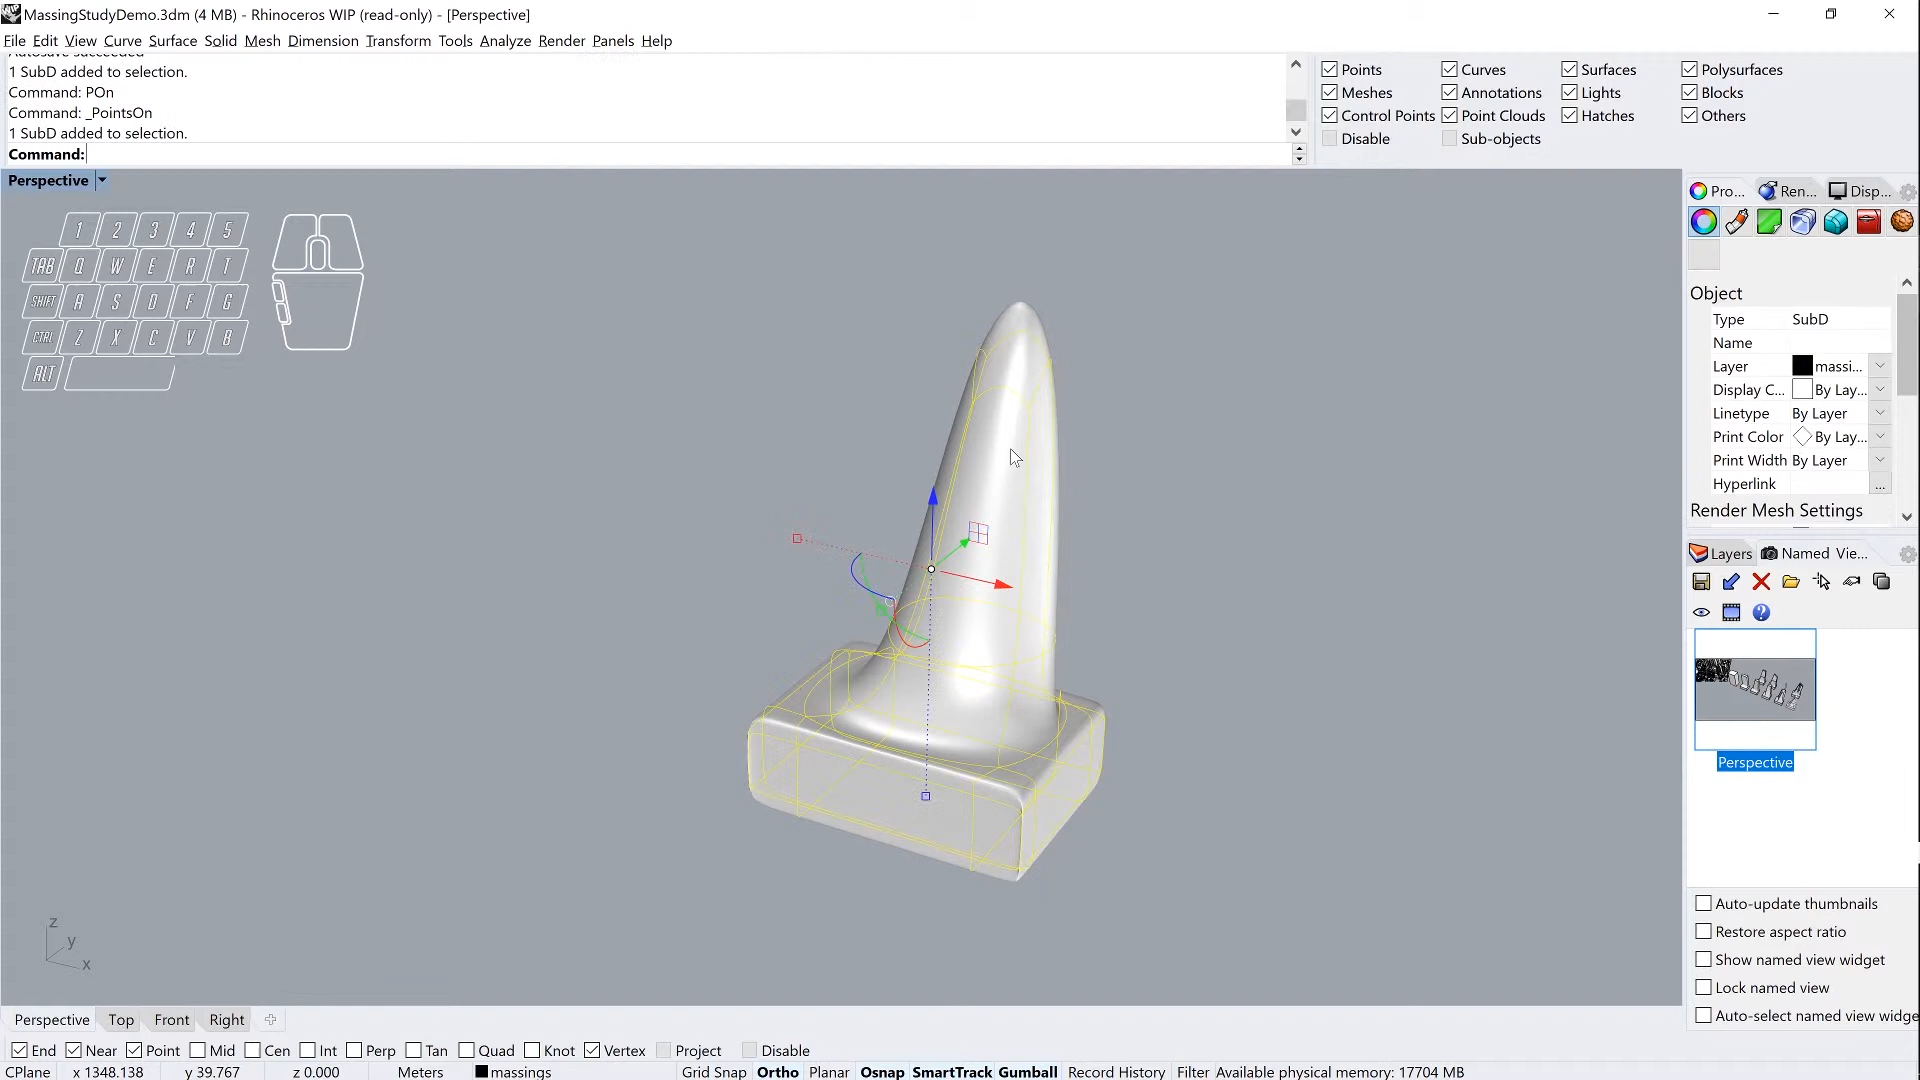 MassingStudyDemo.3dm (4 MB) - Rhinoceros WIP (read-only) - [Perspective]
File Edit View Curve Surface Solid Mesh Dimension Transform Tools Analyze Render Panels Help
Autosave succeeded
1 SubD added to selection.
Command: POn
Command: _PointsOn
1 SubD added to selection.
Command:
Points Curves Surfaces Polysurfaces
Meshes Annotations Lights Blocks
Control Points Point Clouds Hatches Others
Disable Sub-objects
Perspective
1 2 3 4 5
TAB Q W E R T
SHIFT A S D F G
CTRL Z X C V B
ALT
Pro... Ren... Disp...
Object
Type SubD
Name
Layer massi...
Display C... By Lay...
Linetype By Layer
Print Color By Lay...
Print Width By Layer
Hyperlink ...
Render Mesh Settings
Layers Named Vie...
Perspective
Auto-update thumbnails
Restore aspect ratio
Show named view widget
Lock named view
Auto-select named view widge
z
y
x
Perspective Top Front Right
End Near Point Mid Cen Int Perp Tan Quad Knot Vertex Project Disable
CPlane x 1348.138 y 39.767 z 0.000 Meters massings Grid Snap Ortho Planar Osnap SmartTrack Gumball Record History Filter Available physical memory: 17704 MB